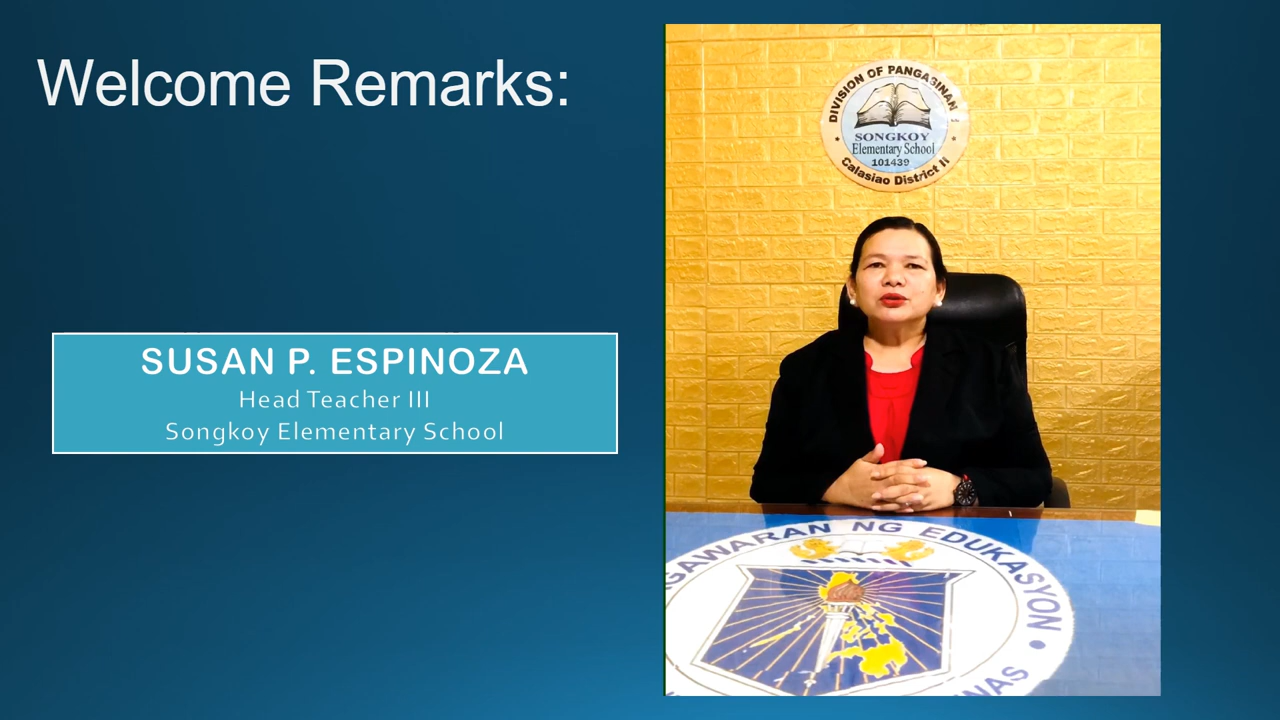 Welcome Remarks:
SUSAN P. ESPINOZA
Head Teacher III
Songkoy Elementary School
DIVISION OF PANGASINAN I
SONGKOY
Elementary School
101439
Calasiao District II
NG EDUKASYON